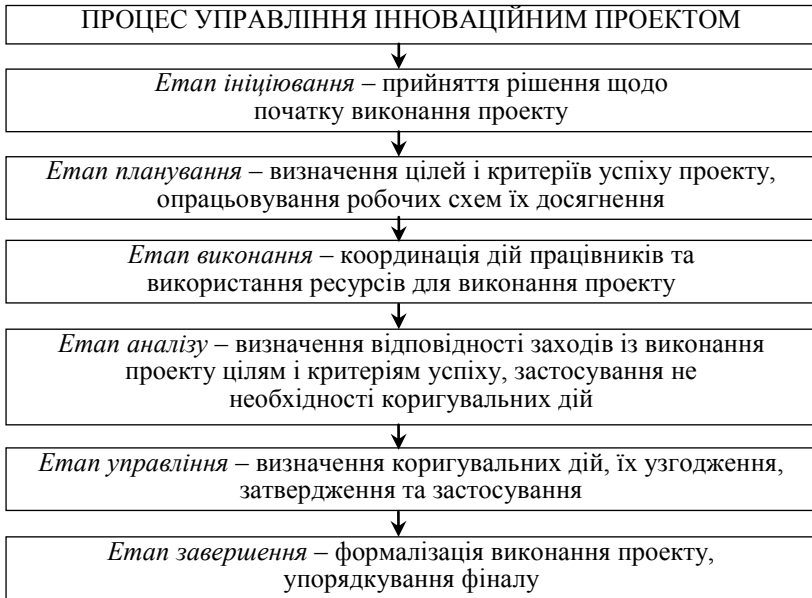 ПРОЦЕС УПРАВЛІННЯ ІННОВАЦІЙНИМ ПРОЕКТОМ
Етап ініціювання – прийняття рішення щодо
початку виконання проекту
Етап планування – визначення цілей і критеріїв успіху проекту,
опрацьовування робочих схем їх досягнення
Етап виконання – координація дій працівників та
використання ресурсів для виконання проекту
Етап аналізу – визначення відповідності заходів із виконання
проекту цілям і критеріям успіху, застосування не
необхідності коригувальних дій
Етап управління – визначення коригувальних дій, їх узгодження,
затвердження та застосування
Етап завершення – формалізація виконання проекту,
упорядкування фіналу